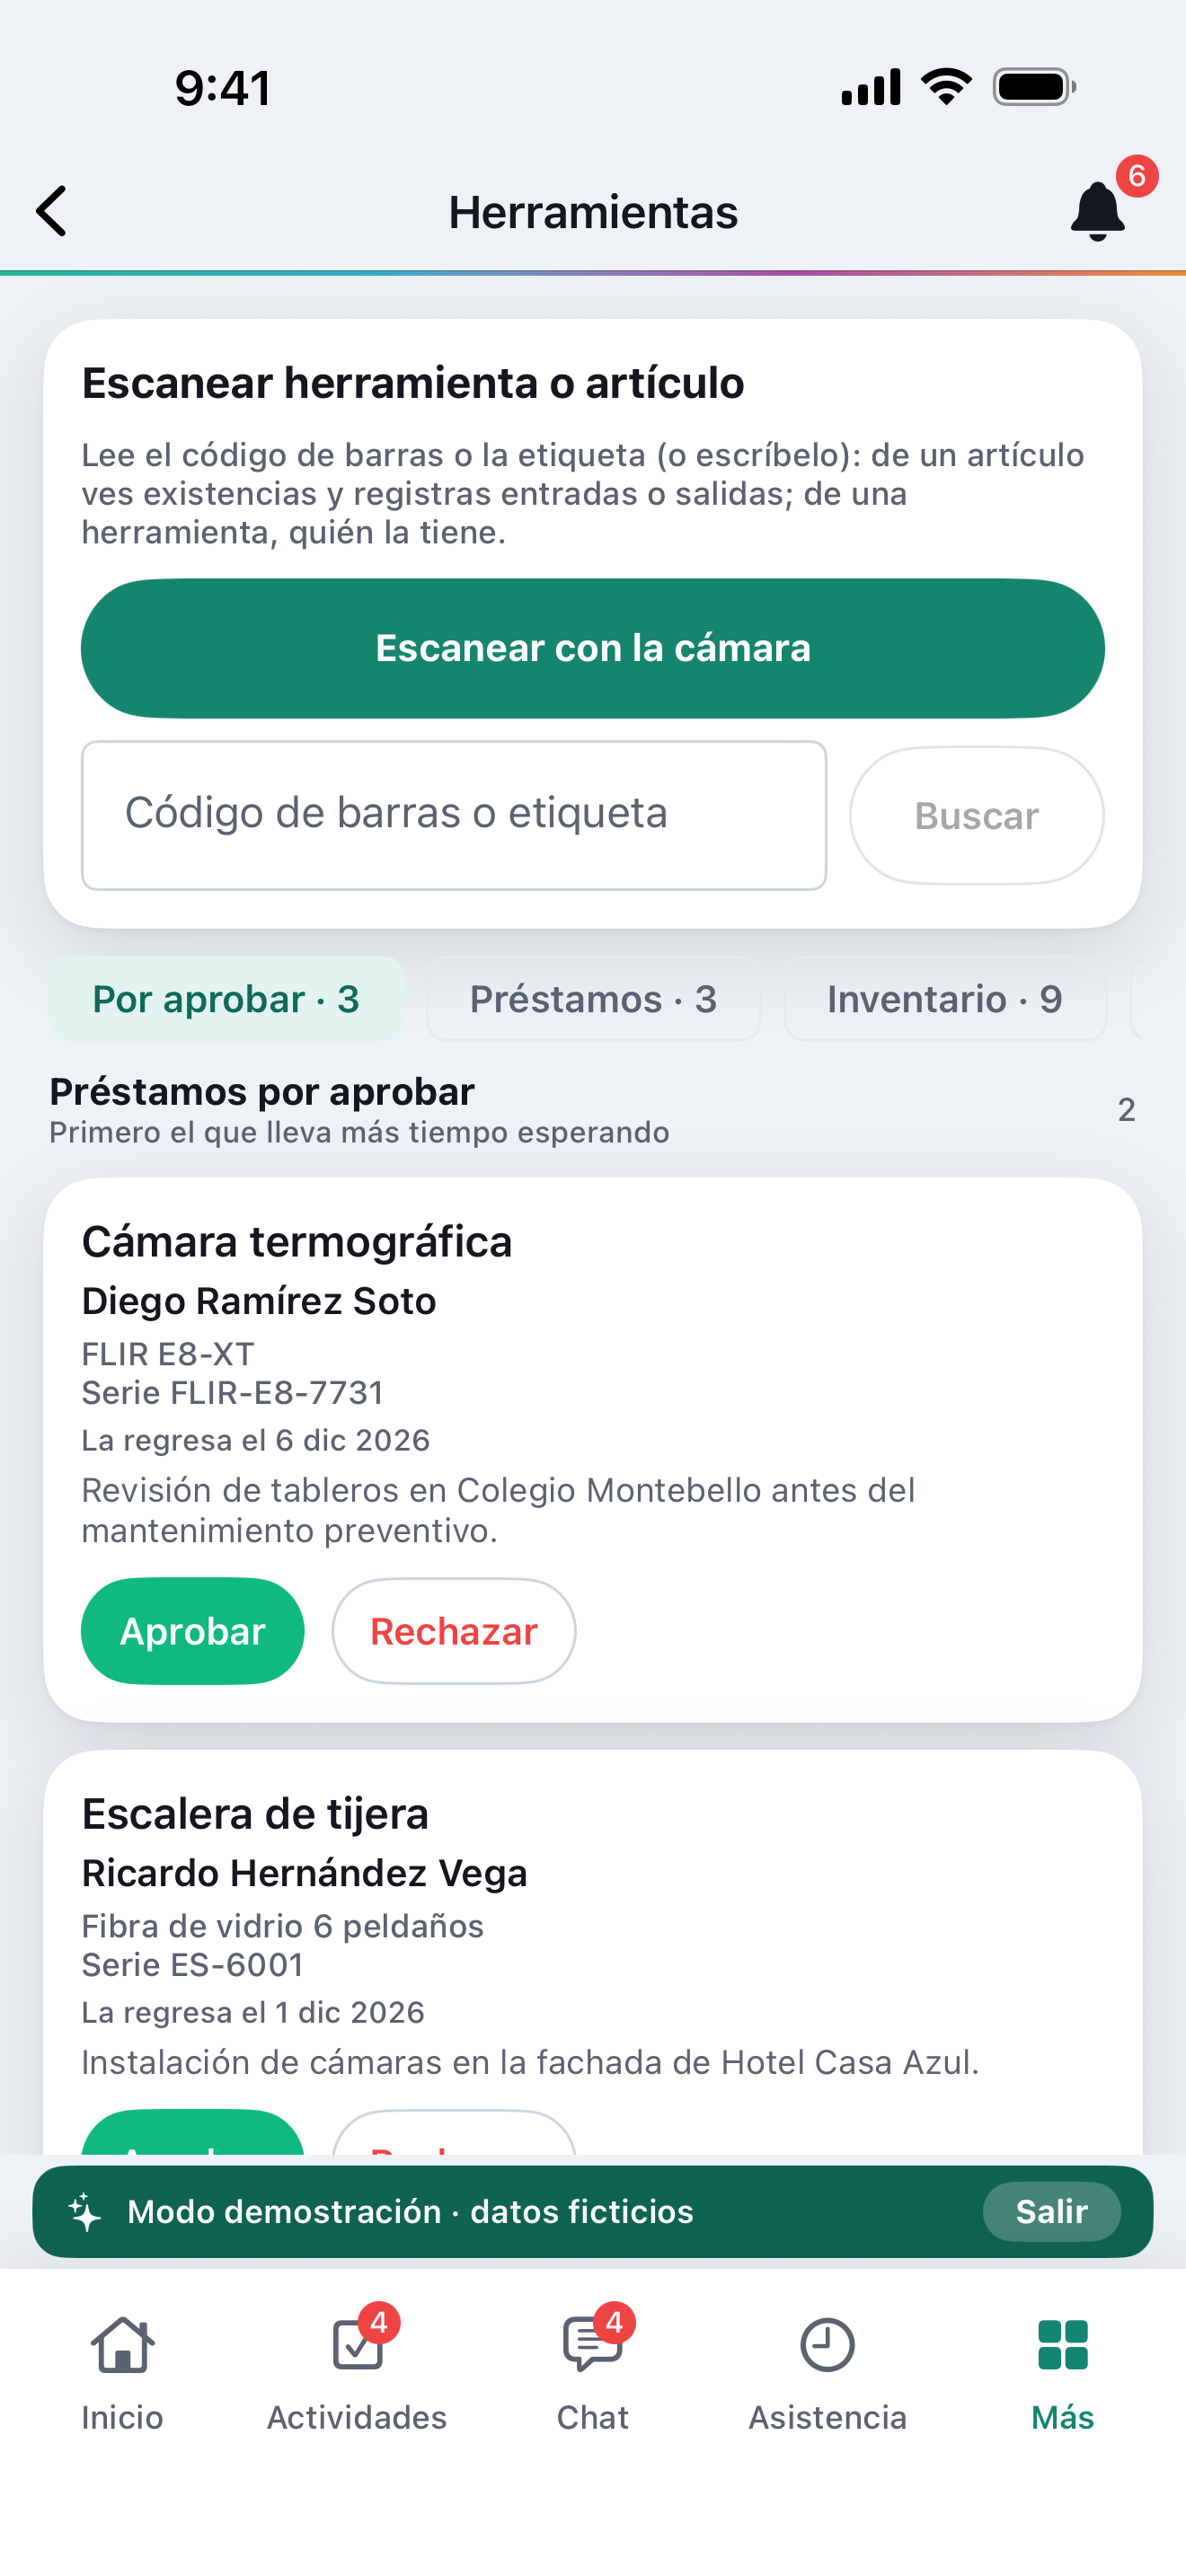 9:41
Herramientas
6
Escanear herramienta o artículo
Lee el código de barras o la etiqueta (o escríbelo): de un artículo
ves existencias y registras entradas o salidas; de una
herramienta, quién la tiene.
Escanear con la cámara
Código de barras o etiqueta
Buscar
Por aprobar · 3
Préstamos · 3
Inventario · 9
Préstamos por aprobar
2
Primero el que lleva más tiempo esperando
Cámara termográfica
Diego Ramírez Soto
FLIR E8-XT
Serie FLIR-E8-7731
La regresa el 6 dic 2026
Revisión de tableros en Colegio Montebello antes del
mantenimiento preventivo.
Aprobar
Rechazar
Escalera de tijera
Ricardo Hernández Vega
Fibra de vidrio 6 peldaños
Serie ES-6001
La regresa el 1 dic 2026
Instalación de cámaras en la fachada de Hotel Casa Azul.
Modo demostración · datos ficticios
Salir
4
4
Inicio
Actividades
Chat
Asistencia
Más